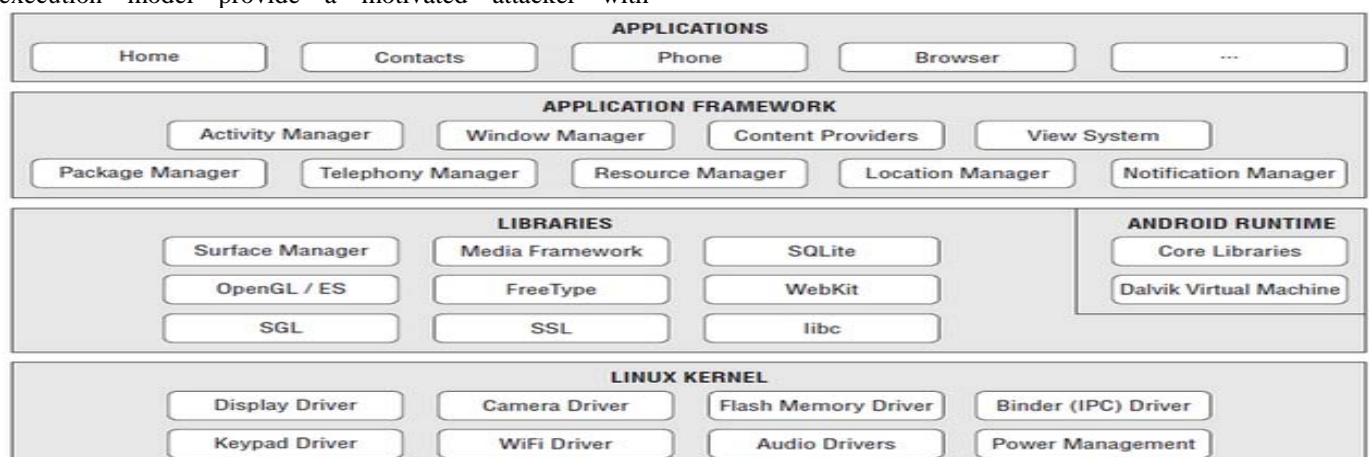 execution model provide a motivated attacker with
APPLICATIONS
Home Contacts Phone Browser ...
APPLICATION FRAMEWORK
Activity Manager Window Manager Content Providers View System
Package Manager Telephony Manager Resource Manager Location Manager Notification Manager
LIBRARIES ANDROID RUNTIME
Surface Manager Media Framework SQLite Core Libraries
OpenGL / ES FreeType WebKit Dalvik Virtual Machine
SGL SSL libc
LINUX KERNEL
Display Driver Camera Driver Flash Memory Driver Binder (IPC) Driver
Keypad Driver WiFi Driver Audio Drivers Power Management